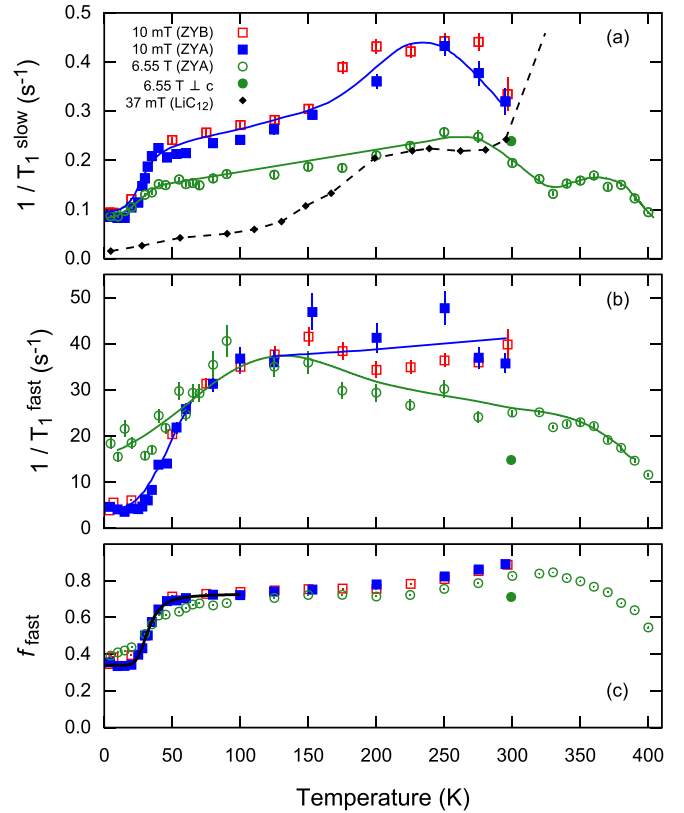 0.5
0.4
0.3
0.2
0.1
0.0
1 / T₁ ˢˡᵒʷ (s⁻¹)
10 mT (ZYB)
10 mT (ZYA)
6.55 T (ZYA)
6.55 T ⊥ c
37 mT (LiC₁₂)
(a)
50
40
30
20
10
0
1 / T₁ ᶠᵃˢᵗ (s⁻¹)
(b)
1.0
0.8
0.6
0.4
0.2
0.0
f fast
(c)
0 50 100 150 200 250 300 350 400
Temperature (K)